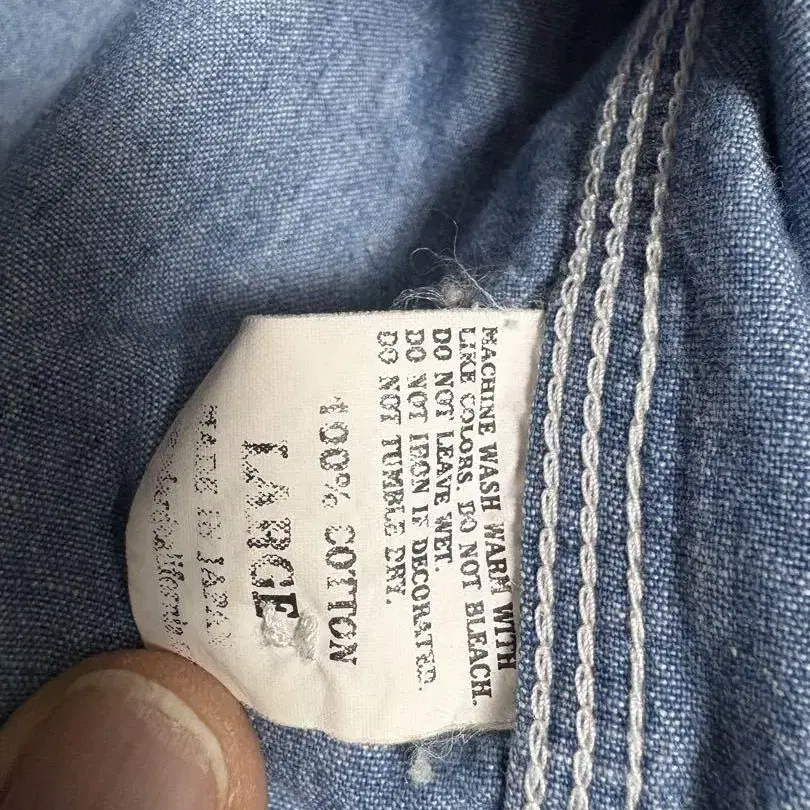 MACHINE WASH WARM WITH
LIKE COLORS. DO NOT BLEACH.
DO NOT LEAVE WET.
DO NOT IRON IF DECORATED.
DO NOT TUMBLE DRY.
100% COTTON
LARGE
MADE IN JAPAN